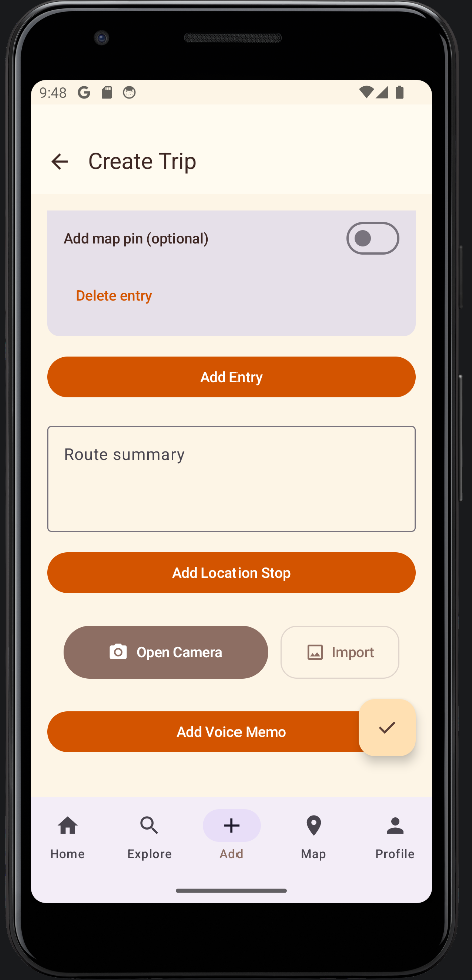 9:48
Create Trip
Add map pin (optional)
Delete entry
Add Entry
Route summary
Add Location Stop
Open Camera
Import
Add Voice Memo
Home
Explore
Add
Map
Profile